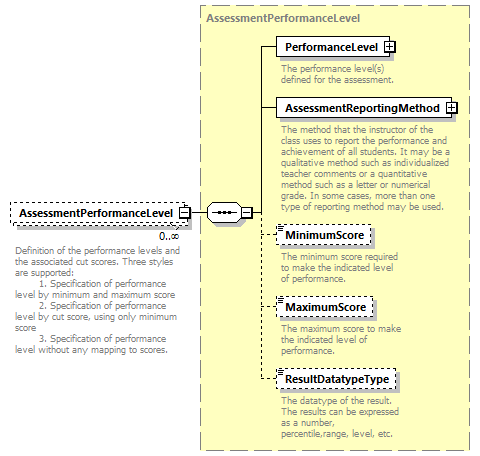 AssessmentPerformanceLevel
PerformanceLevel
The performance level(s)
defined for the assessment.
AssessmentReportingMethod
The method that the instructor of the
class uses to report the performance and
achievement of all students. It may be a
qualitative method such as individualized
teacher comments or a quantitative
method such as a letter or numerical
grade. In some cases, more than one
type of reporting method may be used.
AssessmentPerformanceLevel
0..∞
Definition of the performance levels and
the associated cut scores. Three styles
are supported:
1. Specification of performance
level by minimum and maximum score
2. Specification of performance
level by cut score, using only minimum
score
3. Specification of performance
level without any mapping to scores.
MinimumScore
The minimum score required
to make the indicated level
of performance.
MaximumScore
The maximum score to make
the indicated level of
performance.
ResultDatatypeType
The datatype of the result.
The results can be expressed
as a number,
percentile,range, level, etc.